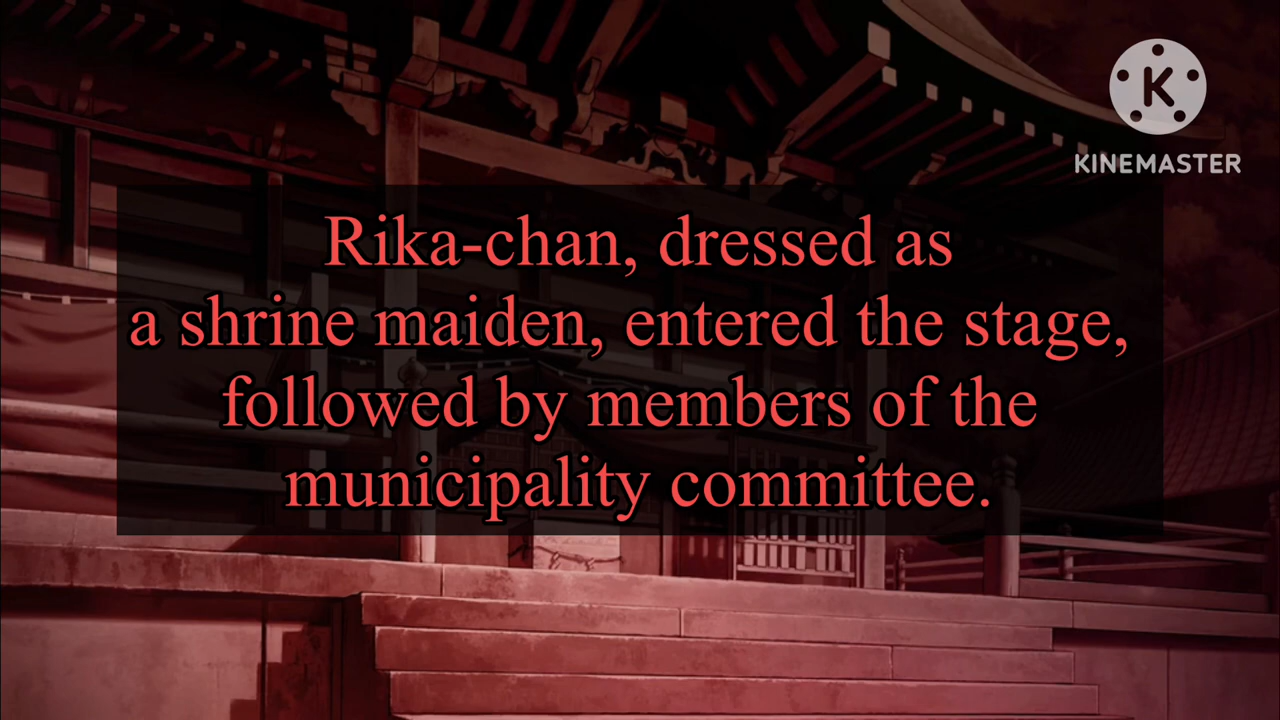 K
KINEMASTER
Rika-chan, dressed as
a shrine maiden, entered the stage,
followed by members of the
municipality committee.